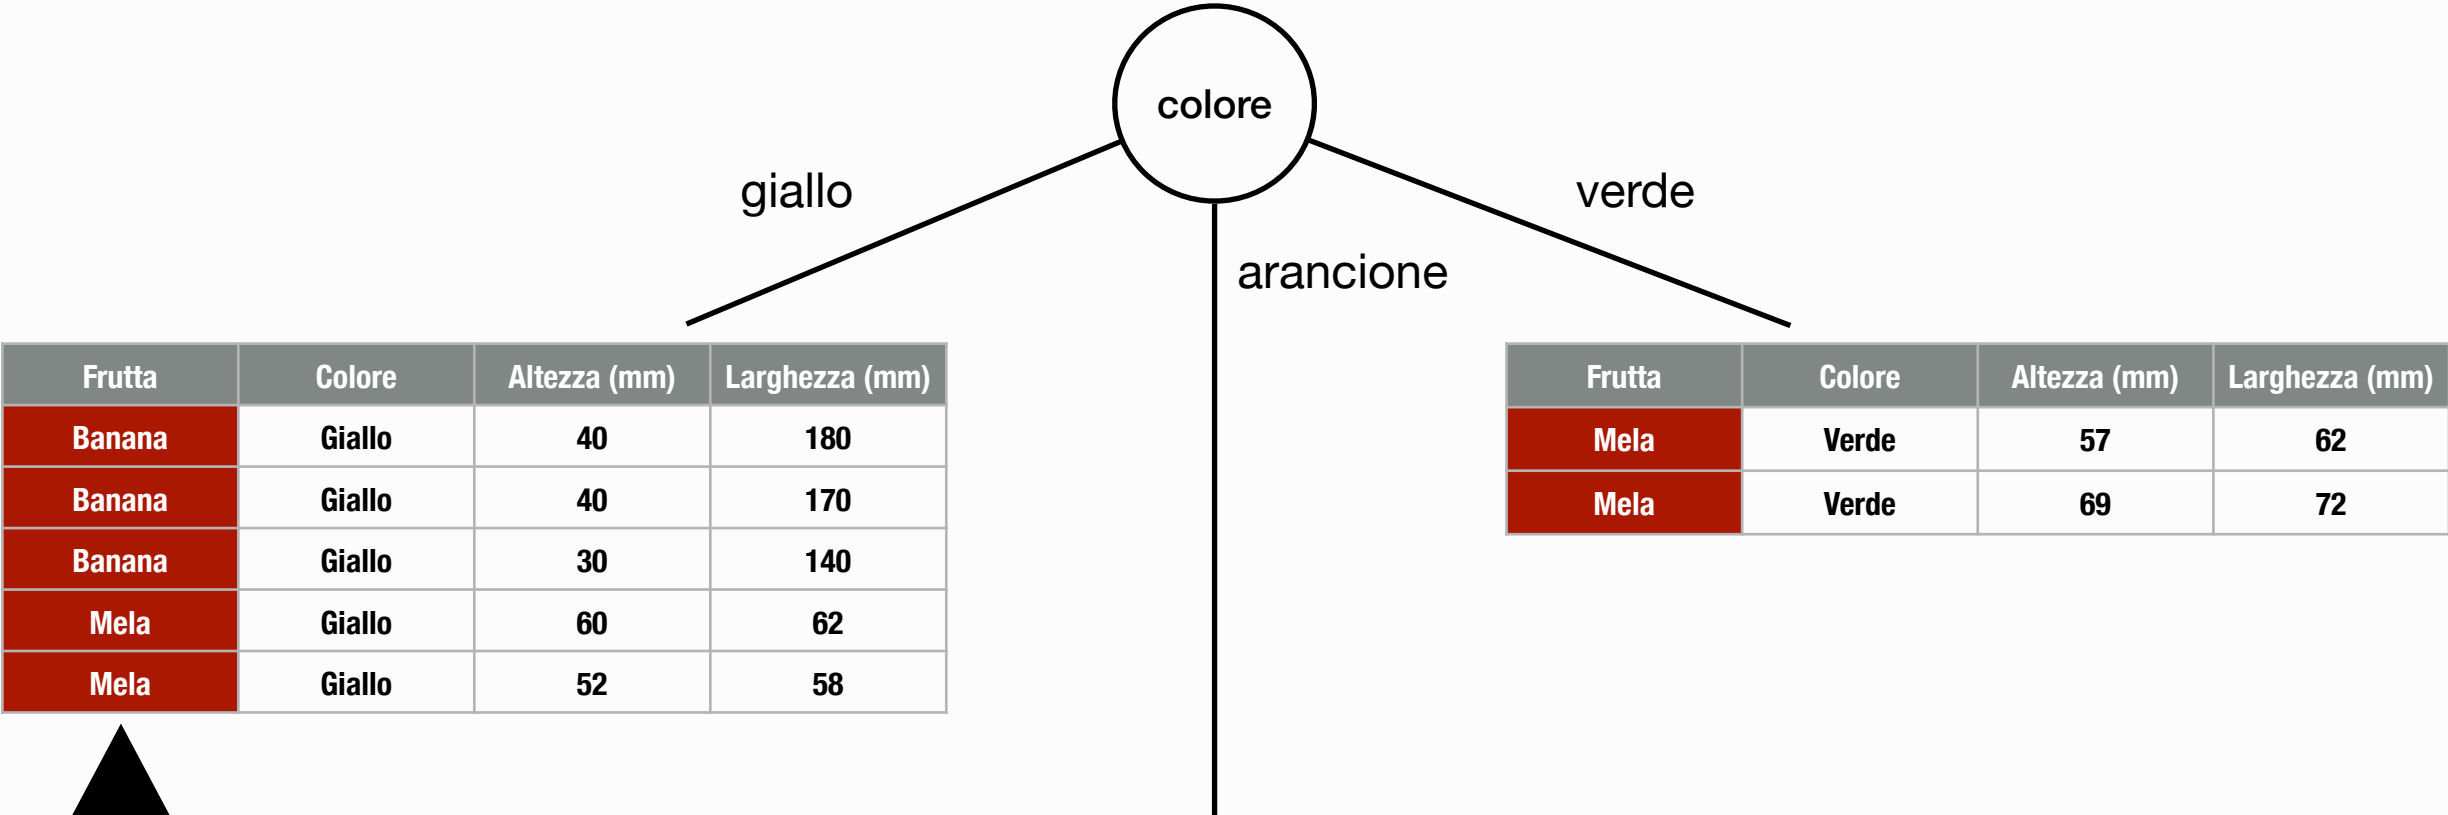 colore
giallo
verde
arancione
Frutta Colore Altezza (mm) Larghezza (mm)
Banana Giallo 40 180
Banana Giallo 40 170
Banana Giallo 30 140
Mela Giallo 60 62
Mela Giallo 52 58
Frutta Colore Altezza (mm) Larghezza (mm)
Mela Verde 57 62
Mela Verde 69 72